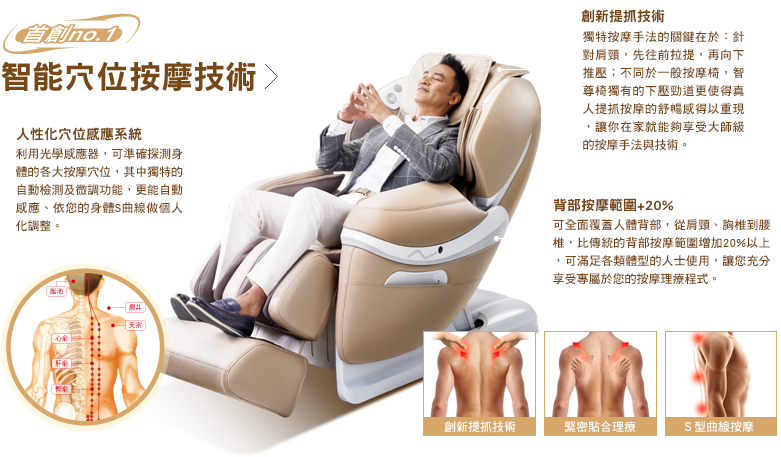 首創no.1
智能穴位按摩技術
人性化穴位感應系統
利用光學感應器，可準確探測身
體的各大按摩穴位，其中獨特的
自動檢測及微調功能，更能自動
感應、依您的身體S曲線做個人
化調整。
風池
肩井
天宗
心俞
肝俞
腎俞
創新提抓技術
獨特按摩手法的關鍵在於：針
對肩頸，先往前拉提，再向下
推壓；不同於一般按摩椅，智
尊椅獨有的下壓勁道更使得真
人提抓按摩的舒暢感得以重現
，讓你在家就能夠享受大師級
的按摩手法與技術。
背部按摩範圍+20%
可全面覆蓋人體背部，從肩頸、胸椎到腰
椎，比傳統的背部按摩範圍增加20%以上
，可滿足各類體型的人士使用，讓您充分
享受專屬於您的按摩理療程式。
創新提抓技術
緊密貼合理療
S型曲線按摩